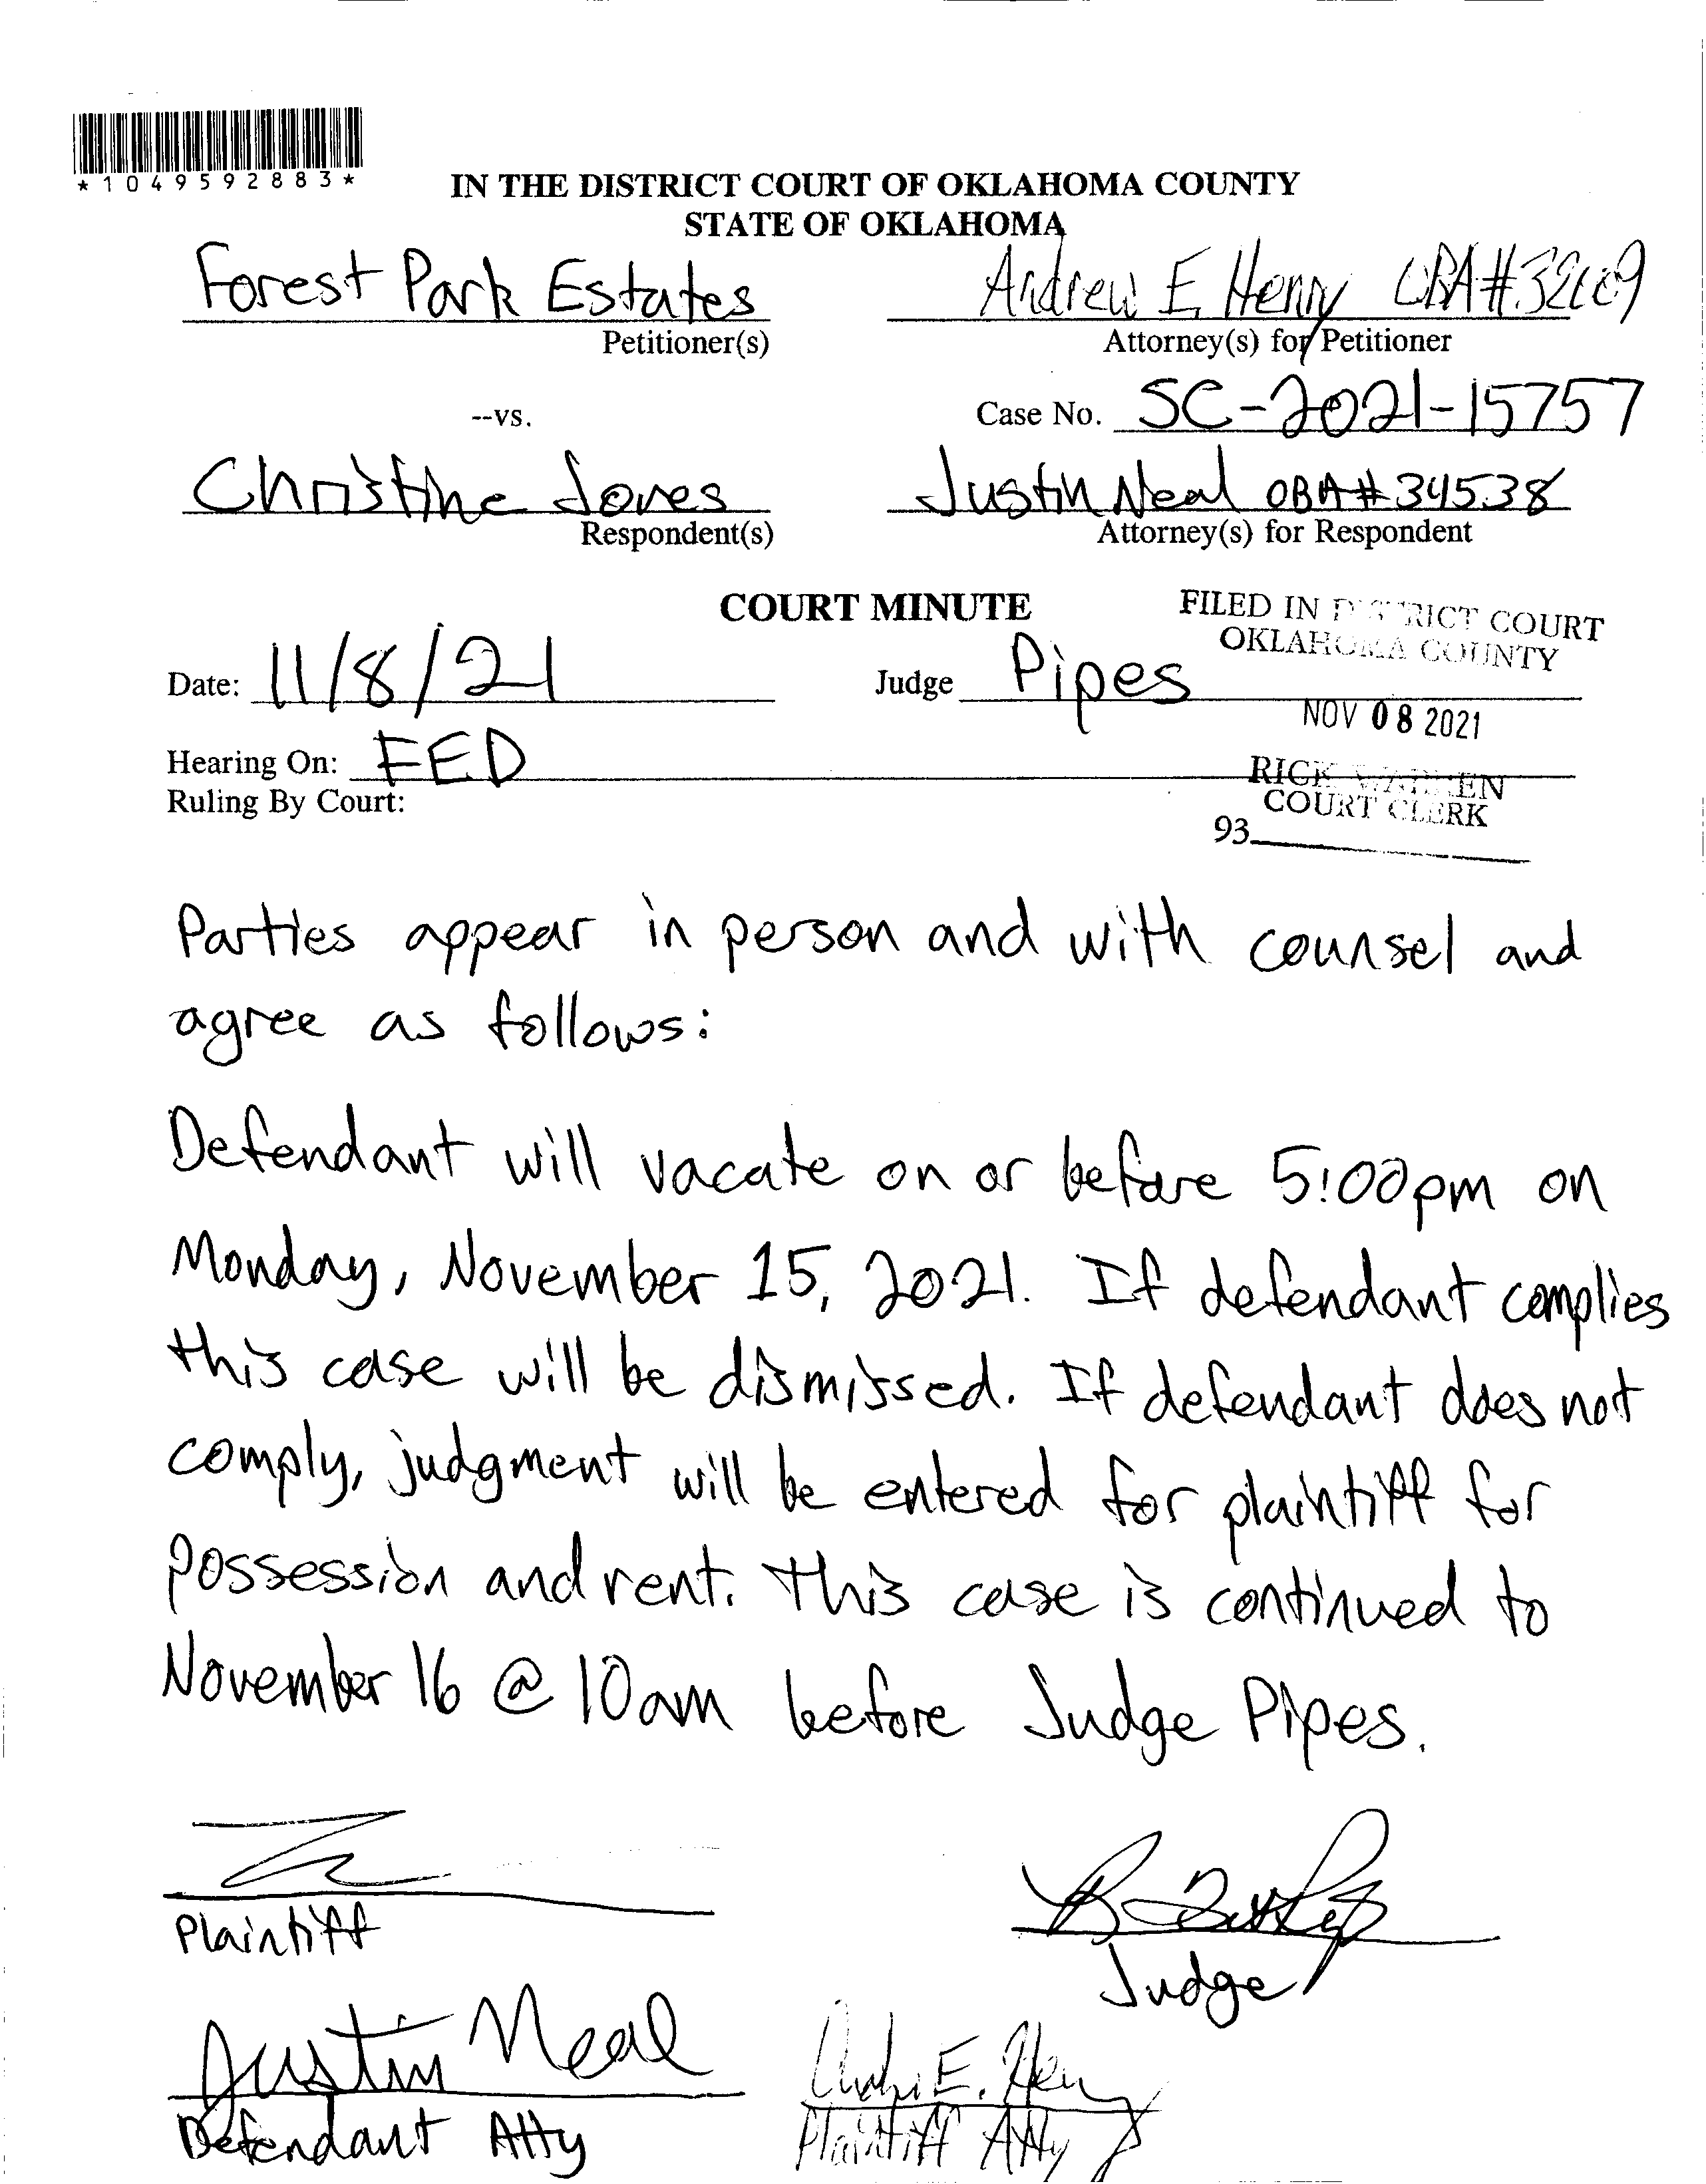 *1049592883*
IN THE DISTRICT COURT OF OKLAHOMA COUNTY
STATE OF OKLAHOMA
Forest Park Estates
Petitioner(s)
Andrew E. Henry OBA#
Attorney(s) for Petitioner
--vs.
Case No. SC-2021-15757
Christine Jones
Respondent(s)
Justin Neal OBA# 34538
Attorney(s) for Respondent
COURT MINUTE
FILED IN DISTRICT COURT
OKLAHOMA COUNTY
Date: 11/8/21
Judge Pipes
NOV 08 2021
Hearing On: FED
RICK WARREN
Ruling By Court:
COURT CLERK
93
Parties appear in person and with counsel and
agree as follows:
Defendant will vacate on or before 5:00pm on
Monday, November 15, 2021. If defendant complies
this case will be dismissed. If defendant does not
comply, judgment will be entered for plaintiff for
possession and rent. This case is continued to
November 16 @ 10am before Judge Pipes.
Plaintiff
Judge
Justin Neal
Defendant Atty
E. Henry
Plaintiff Atty